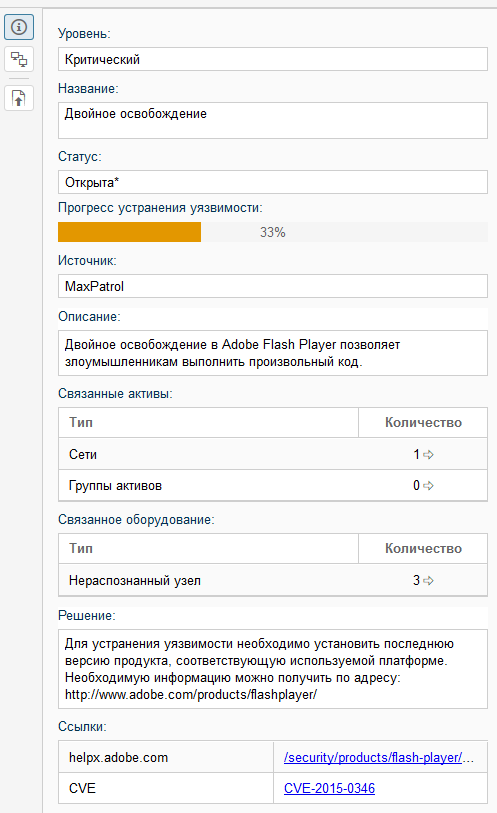 Уровень:
Критический
Название:
Двойное освобождение
Статус:
Открыта*
Прогресс устранения уязвимости:
33%
Источник:
MaxPatrol
Описание:
Двойное освобождение в Adobe Flash Player позволяет
злоумышленникам выполнить произвольный код.
Связанные активы:
Тип Количество
Сети 1
Группы активов 0
Связанное оборудование:
Тип Количество
Нераспознанный узел 3
Решение:
Для устранения уязвимости необходимо установить последнюю
версию продукта, соответствующую используемой платформе.
Необходимую информацию можно получить по адресу:
http://www.adobe.com/products/flashplayer/
Ссылки:
helpx.adobe.com /security/products/flash-player/...
CVE CVE-2015-0346